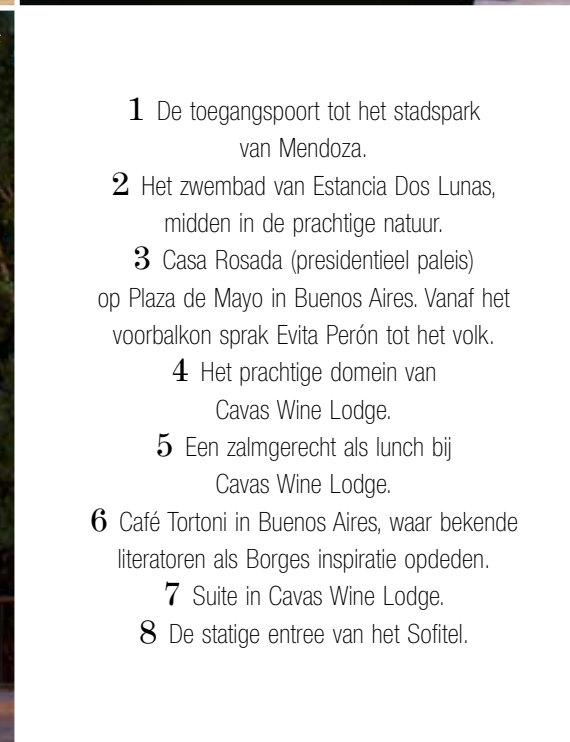 1 De toegangspoort tot het stadspark
van Mendoza.
2 Het zwembad van Estancia Dos Lunas,
midden in de prachtige natuur.
3 Casa Rosada (presidentieel paleis)
op Plaza de Mayo in Buenos Aires. Vanaf het
voorbalkon sprak Evita Perón tot het volk.
4 Het prachtige domein van
Cavas Wine Lodge.
5 Een zalmgerecht als lunch bij
Cavas Wine Lodge.
6 Café Tortoni in Buenos Aires, waar bekende
literatoren als Borges inspiratie opdeden.
7 Suite in Cavas Wine Lodge.
8 De statige entree van het Sofitel.